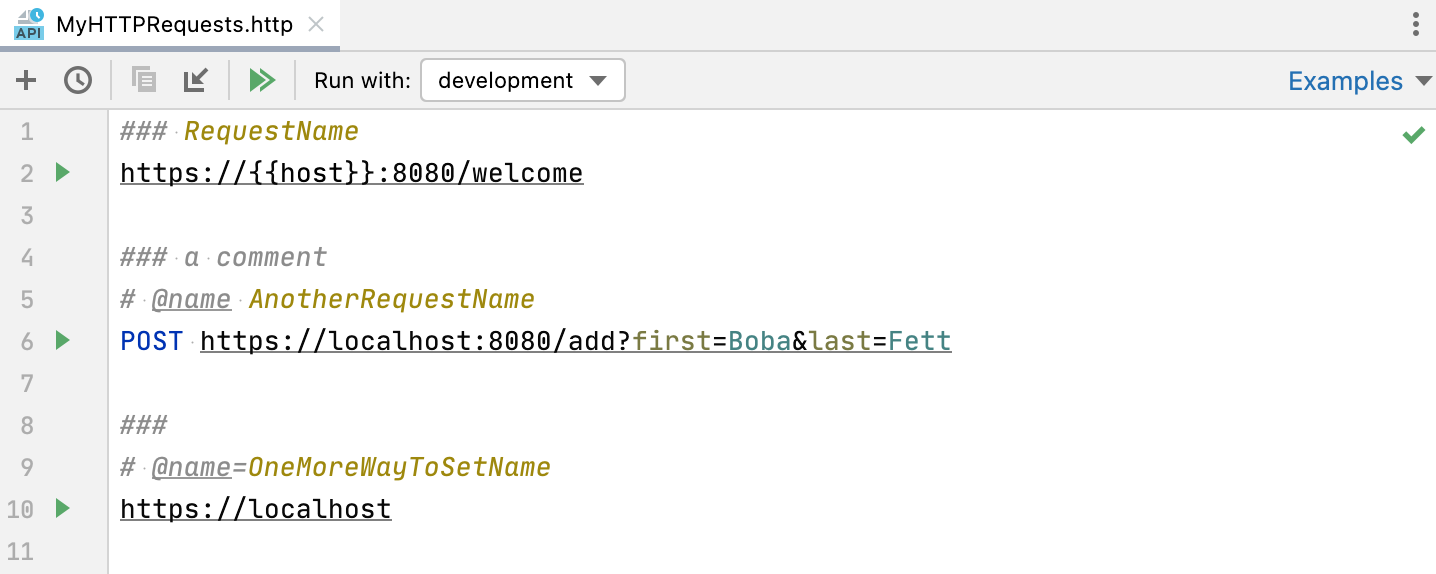 API MyHTTPRequests.http
Run with: development Examples
1 ### RequestName
2 https://{{host}}:8080/welcome
3
4 ### a comment
5 # @name AnotherRequestName
6 POST https://localhost:8080/add?first=Boba&last=Fett
7
8 ###
9 # @name=OneMoreWayToSetName
10 https://localhost
11